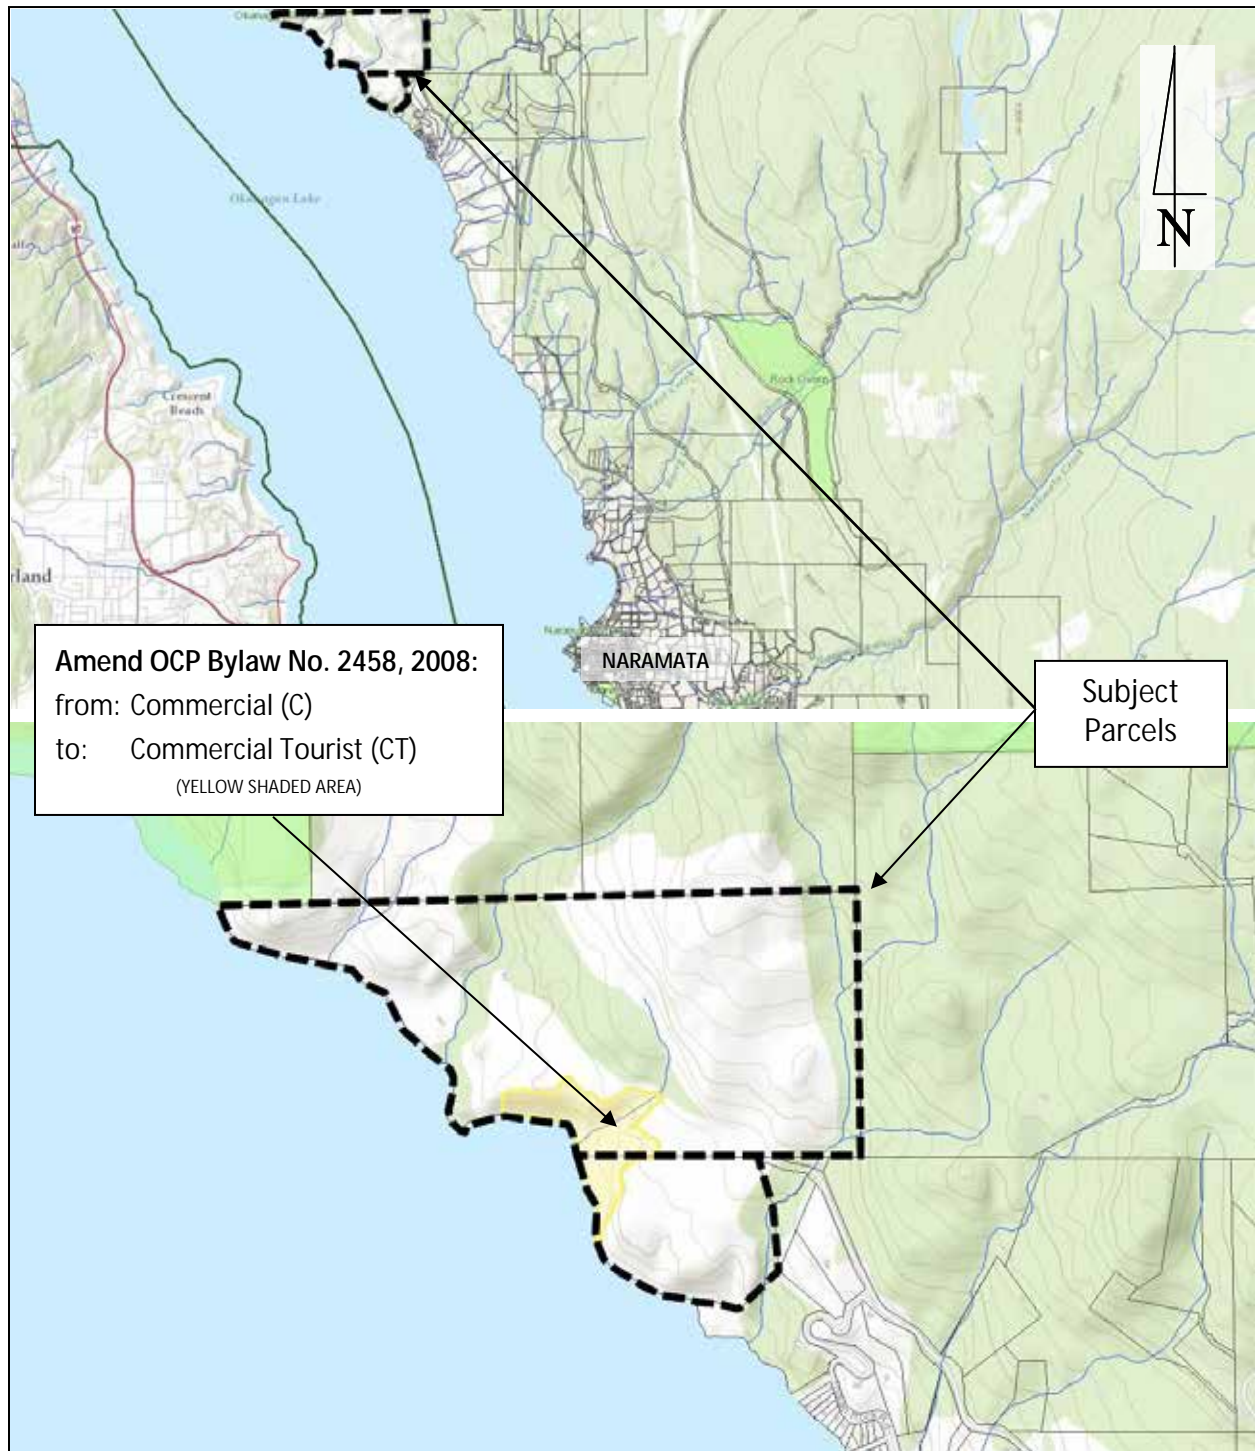 Okanagan Lake
N
Crescent
Beach
Rock Ovens
rland
Amend OCP Bylaw No. 2458, 2008:
from: Commercial (C)
to: Commercial Tourist (CT)
(YELLOW SHADED AREA)
NARAMATA
Subject
Parcels